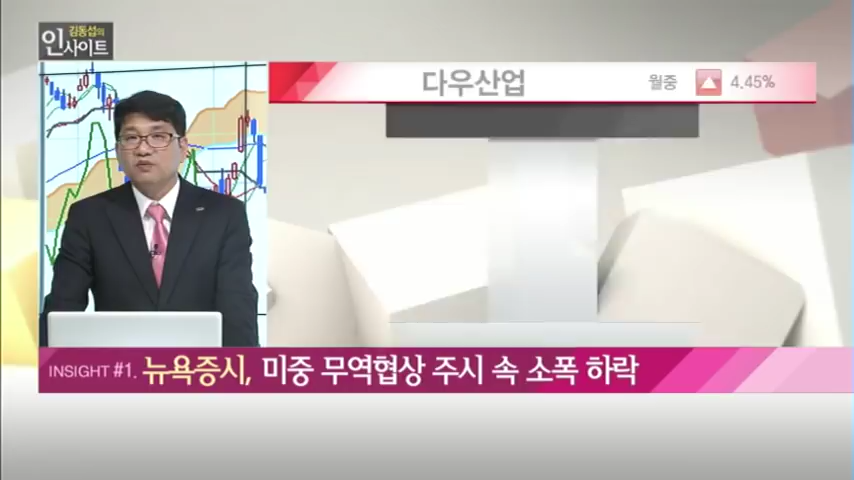 김동섭의
인사이트
다우산업 월중 4.45%
INSIGHT #1. 뉴욕증시, 미중 무역협상 주시 속 소폭 하락